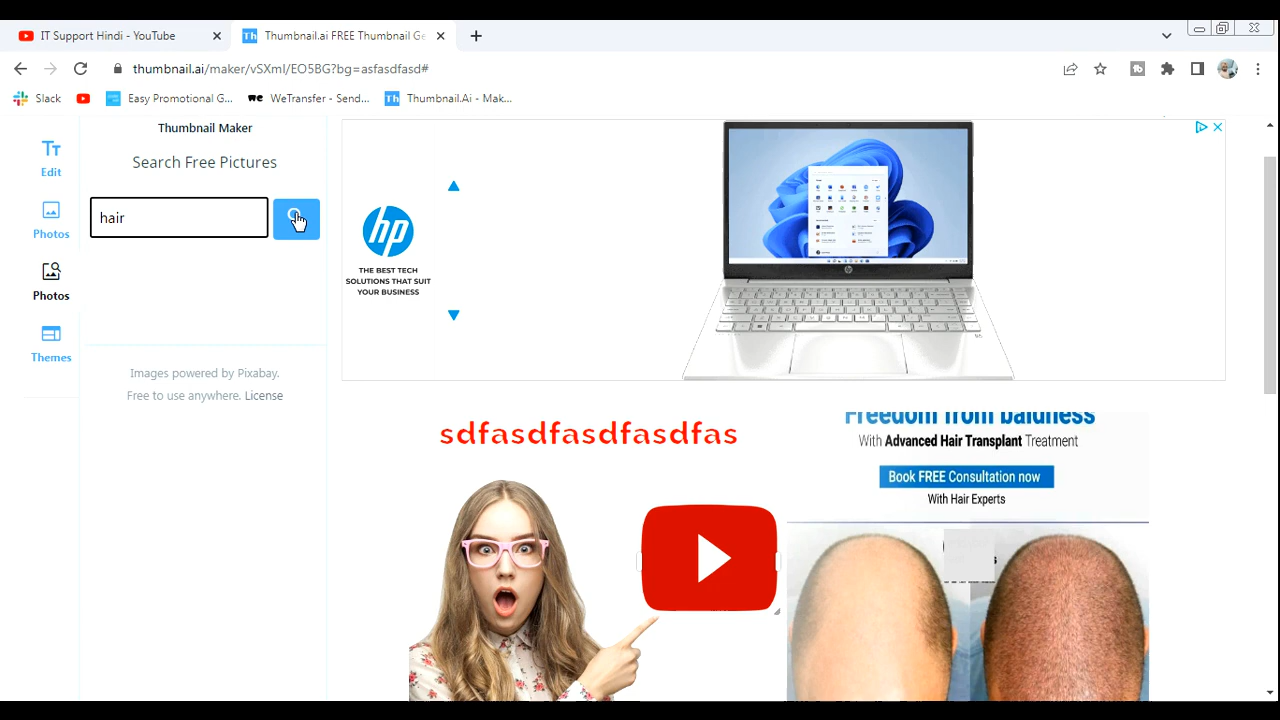 IT Support Hindi - YouTube
Thumbnail.ai FREE Thumbnail Ge
thumbnail.ai/maker/vSXml/EO5BG?bg=asfasdfasd#
Slack
Easy Promotional G...
WeTransfer - Send...
Thumbnail.Ai - Mak...
Thumbnail Maker
Search Free Pictures
hair
Edit
Photos
Photos
Themes
Images powered by Pixabay.
Free to use anywhere. License
hp
THE BEST TECH
SOLUTIONS THAT SUIT
YOUR BUSINESS
sdfasdfasdfasdfas
Freedom from baldness
With Advanced Hair Transplant Treatment
Book FREE Consultation now
With Hair Experts